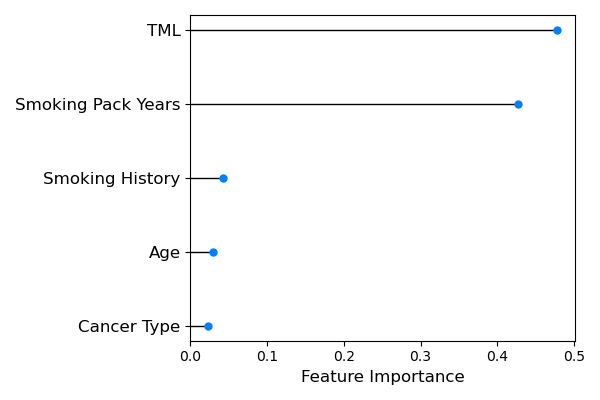 TML
Smoking Pack Years
Smoking History
Age
Cancer Type
0.0 0.1 0.2 0.3 0.4 0.5
Feature Importance